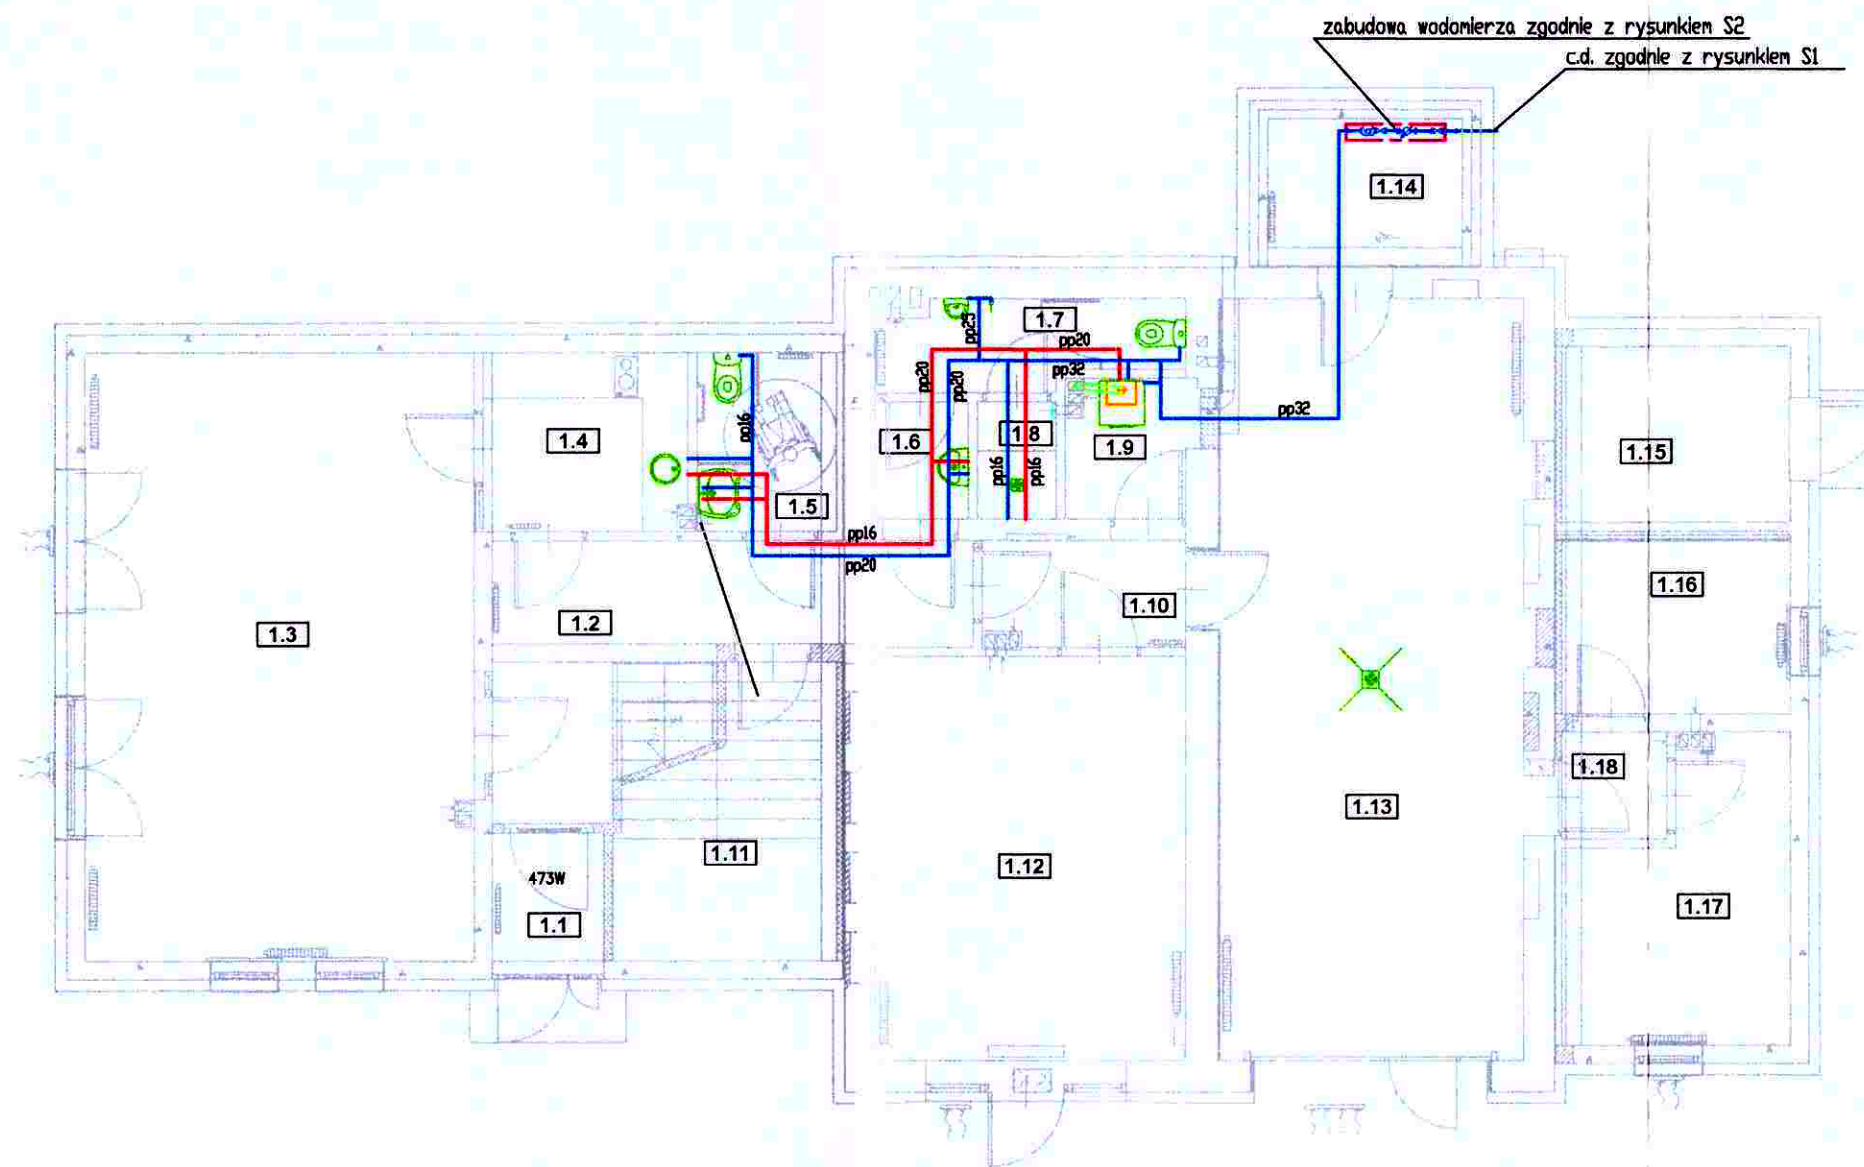 zabudowa wodomierza zgodnie z rysunkiem S2
c.d. zgodnie z rysunkiem S1
1.14
1.7
pp25
pp20
pp32
pp20
pp20
pp32
pp16
1.4
1.6
1.8
1.9
1.15
pp16
pp16
1.5
pp16
pp20
1.16
1.10
1.2
1.3
1.18
1.13
1.11
1.12
473W
1.1
1.17